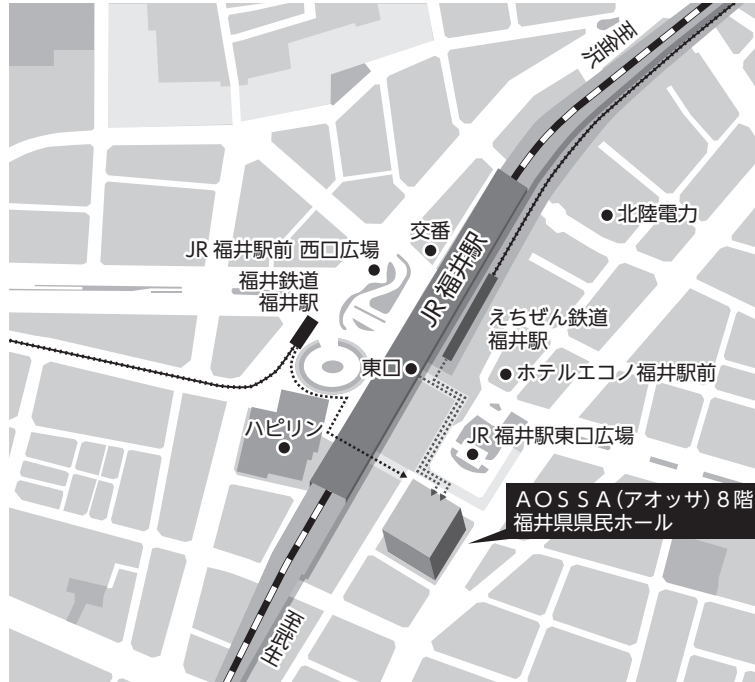 至金沢
北陸電力
交番
JR 福井駅前 西口広場
福井鉄道
福井駅
JR 福井駅
えちぜん鉄道
福井駅
東口
ホテルエコノ福井駅前
ハピリン
JR 福井駅東口広場
AOSSA(アオッサ)8階
福井県県民ホール
至武生